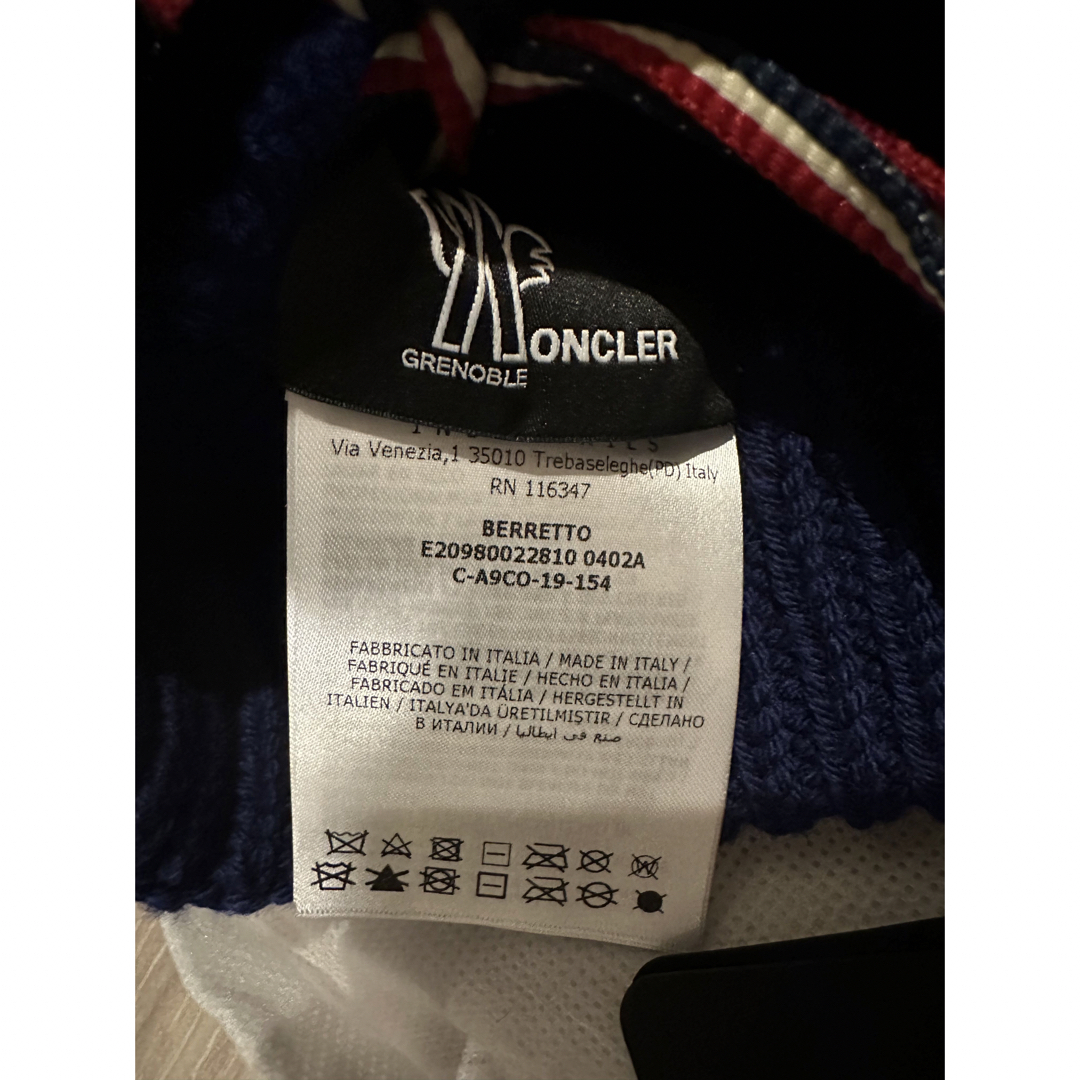 MONCLER
GRENOBLE
Via Venezia,1 35010 Trebaseleghe(PD) Italy
RN 116347
BERRETTO
E20980022810 0402A
C-A9CO-19-154
FABBRICATO IN ITALIA / MADE IN ITALY /
FABRIQUÉ EN ITALIE / HECHO EN ITALIA /
FABRICADO EM ITÁLIA / HERGESTELLT IN
ITALIEN / ITALYA'DA ÜRETILMIŞTIR / СДЕЛАНО
В ИТАЛИИ / صنع في ايطاليا
W